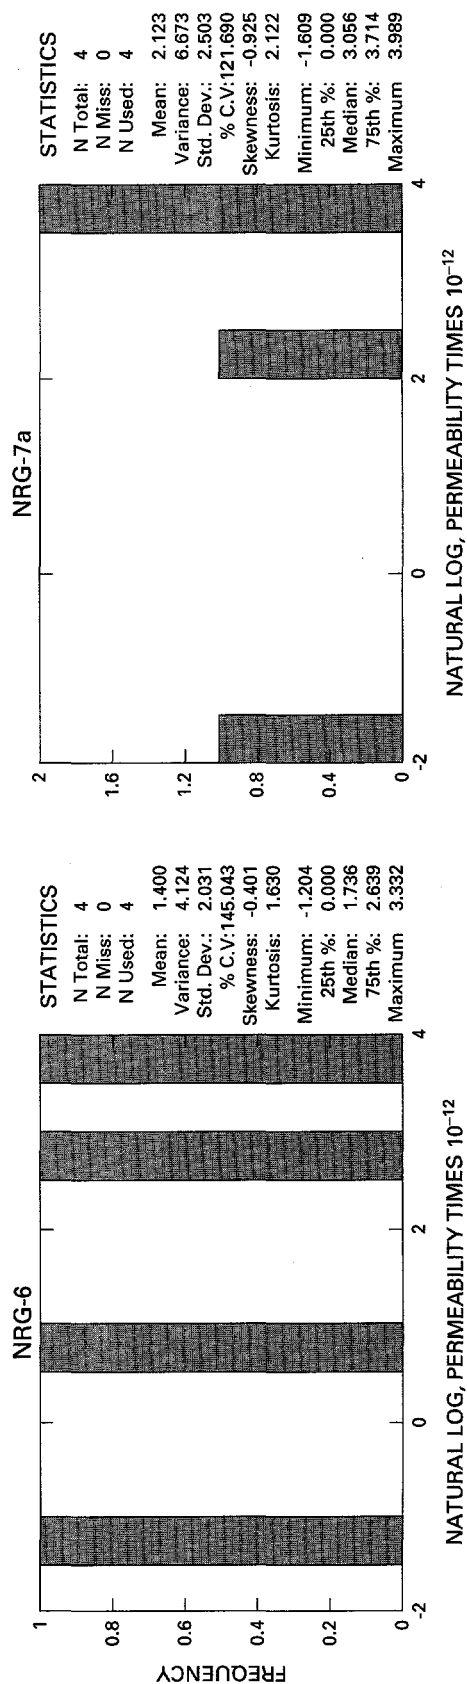 NRG-6
FREQUENCY
1
0.8
0.6
0.4
0.2
0
-2
0
2
4
NATURAL LOG, PERMEABILITY TIMES 10⁻¹²
STATISTICS
N Total: 4
N Miss: 0
N Used: 4
Mean: 1.400
Variance: 4.124
Std. Dev.: 2.031
% C.V:145.043
Skewness: -0.401
Kurtosis: 1.630
Minimum: -1.204
25th %: 0.000
Median: 1.736
75th %: 2.639
Maximum 3.332
NRG-7a
2
1.6
1.2
0.8
0.4
0
-2
0
2
4
NATURAL LOG, PERMEABILITY TIMES 10⁻¹²
STATISTICS
N Total: 4
N Miss: 0
N Used: 4
Mean: 2.123
Variance: 6.673
Std. Dev.: 2.503
% C.V:121.690
Skewness: -0.925
Kurtosis: 2.122
Minimum: -1.609
25th %: 0.000
Median: 3.056
75th %: 3.714
Maximum 3.989